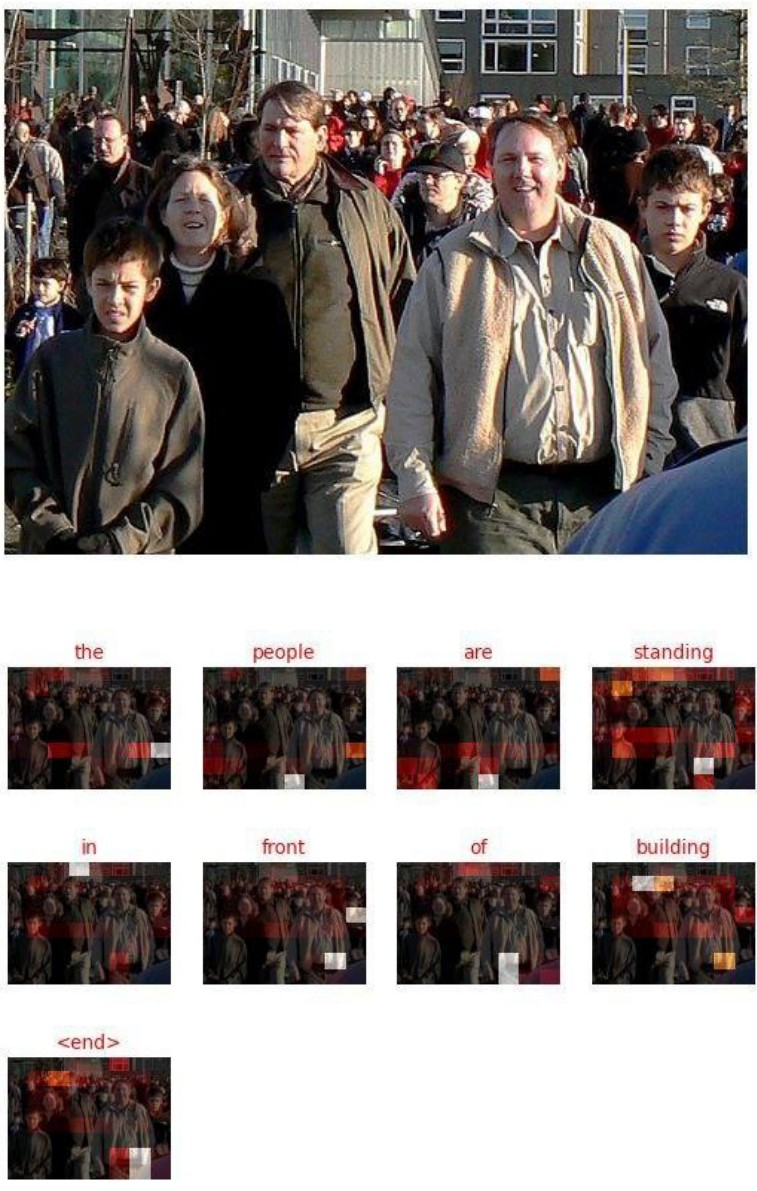 the people are standing
in front of building
<end>